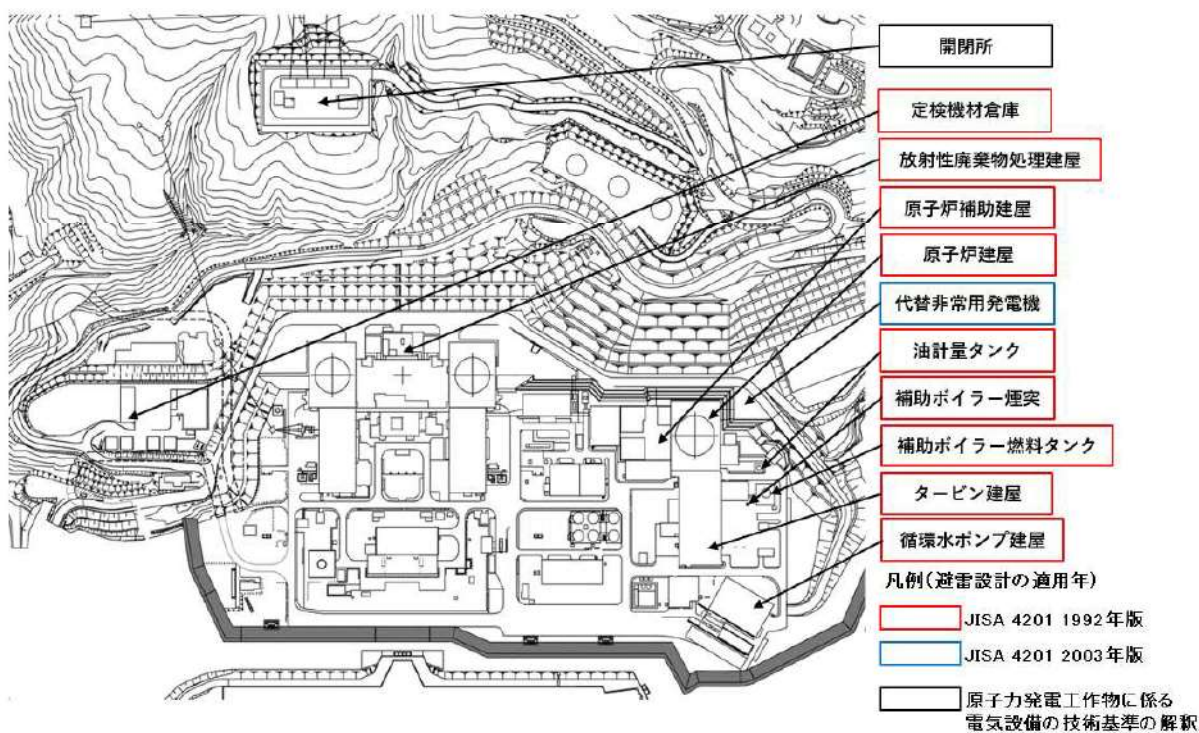 開閉所
定検機材倉庫
放射性廃棄物処理建屋
原子炉補助建屋
原子炉建屋
代替非常用発電機
油計量タンク
補助ボイラー煙突
補助ボイラー燃料タンク
タービン建屋
循環水ポンプ建屋
凡例(避雷設計の適用年)
JISA 4201 1992年版
JISA 4201 2003年版
原子力発電工作物に係る
電気設備の技術基準の解釈